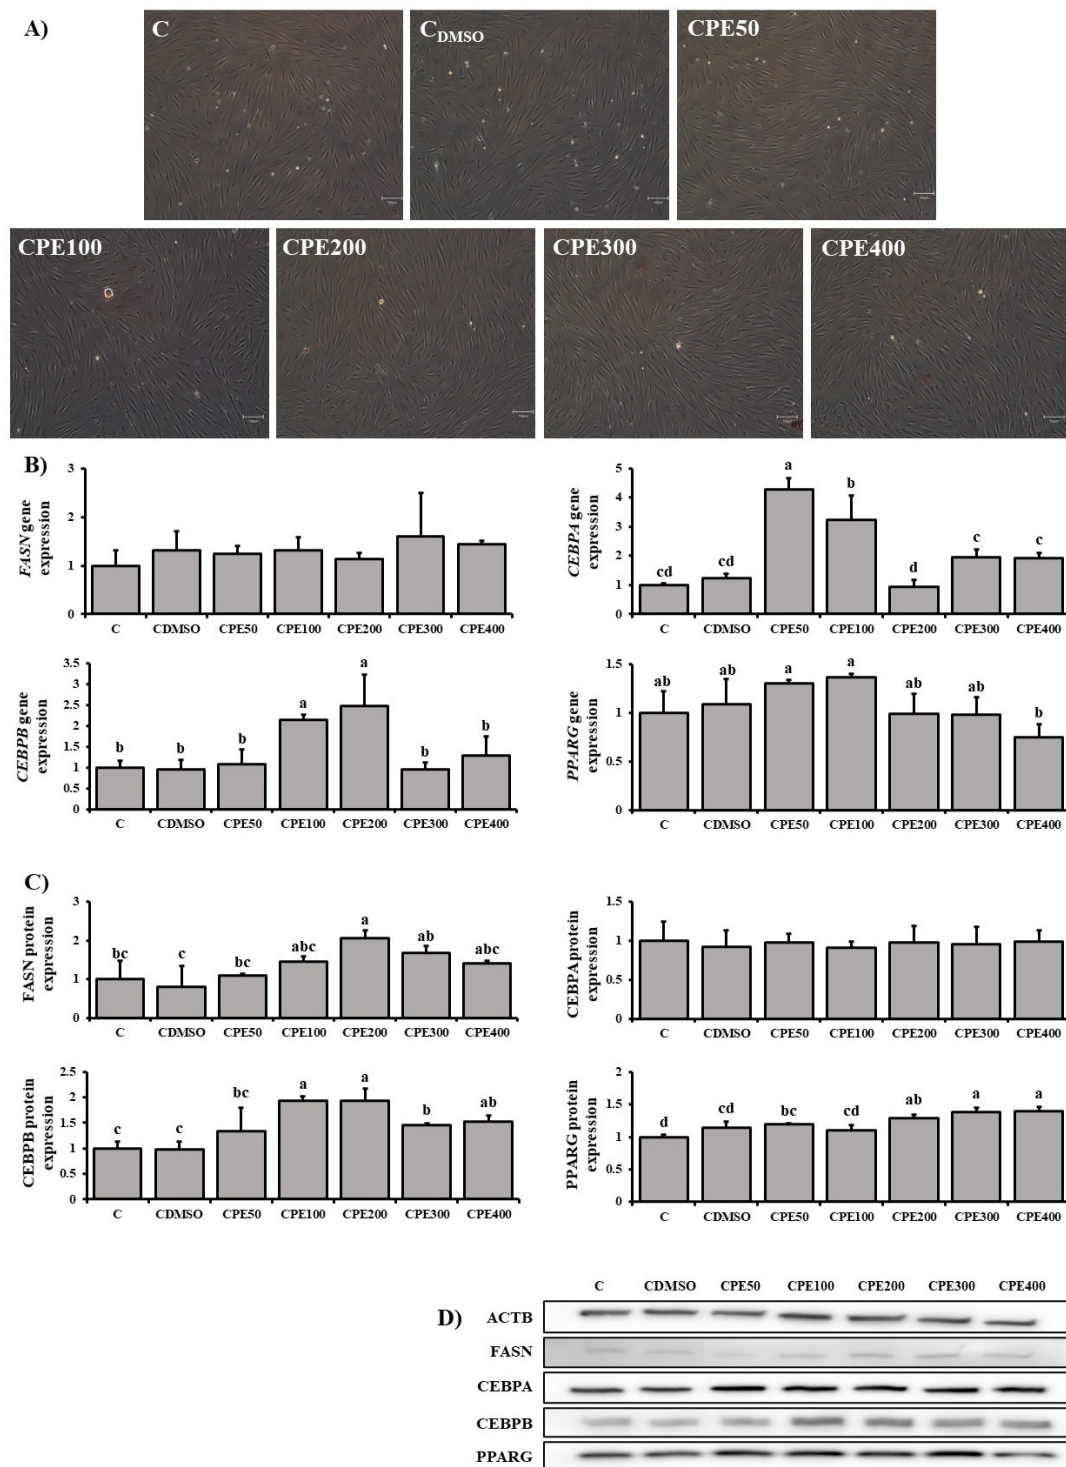 A)
C
CDMSO
CPE50
CPE100
CPE200
CPE300
CPE400
B)
FASN gene expression
3
2
1
0
C CDMSO CPE50 CPE100 CPE200 CPE300 CPE400
CEBPA gene expression
5
4
3
2
1
0
cd cd a b d c c
C CDMSO CPE50 CPE100 CPE200 CPE300 CPE400
CEBPB gene expression
3.5
3
2.5
2
1.5
1
0.5
0
b b b a a b b
C CDMSO CPE50 CPE100 CPE200 CPE300 CPE400
PPARG gene expression
1.5
1
0.5
0
ab ab a a ab ab b
C CDMSO CPE50 CPE100 CPE200 CPE300 CPE400
C)
FASN protein expression
3
2
1
0
bc c bc abc a ab abc
C CDMSO CPE50 CPE100 CPE200 CPE300 CPE400
CEBPA protein expression
1.5
1
0.5
0
C CDMSO CPE50 CPE100 CPE200 CPE300 CPE400
CEBPB protein expression
2.5
2
1.5
1
0.5
0
c c bc a a b ab
C CDMSO CPE50 CPE100 CPE200 CPE300 CPE400
PPARG protein expression
2
1.5
1
0.5
0
d cd bc cd ab a a
C CDMSO CPE50 CPE100 CPE200 CPE300 CPE400
D)
C CDMSO CPE50 CPE100 CPE200 CPE300 CPE400
ACTB
FASN
CEBPA
CEBPB
PPARG